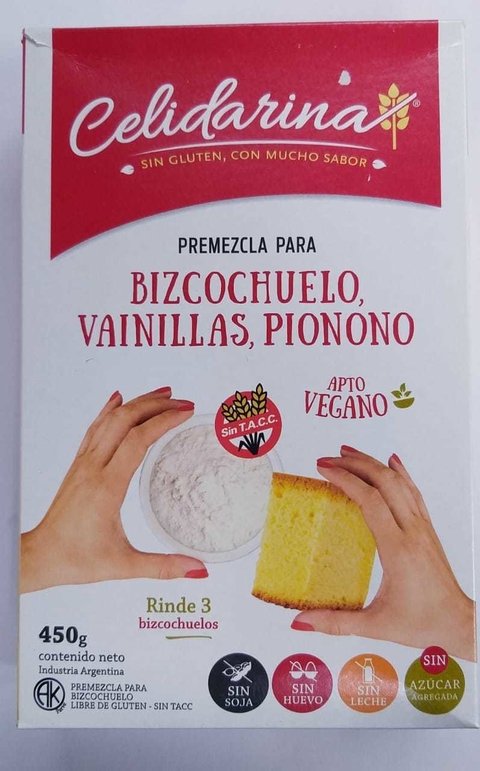 Celidarina®
SIN GLUTEN, CON MUCHO SABOR
PREMEZCLA PARA
BIZCOCHUELO,
VAINILLAS, PIONONO
APTO
VEGANO
Sin T.A.C.C.
Rinde 3
bizcochuelos
450g
contenido neto
Industria Argentina
PREMEZCLA PARA
BIZCOCHUELO
LIBRE DE GLUTEN - SIN TACC
SIN
SOJA
SIN
HUEVO
SIN
LECHE
SIN
AZÚCAR
AGREGADA